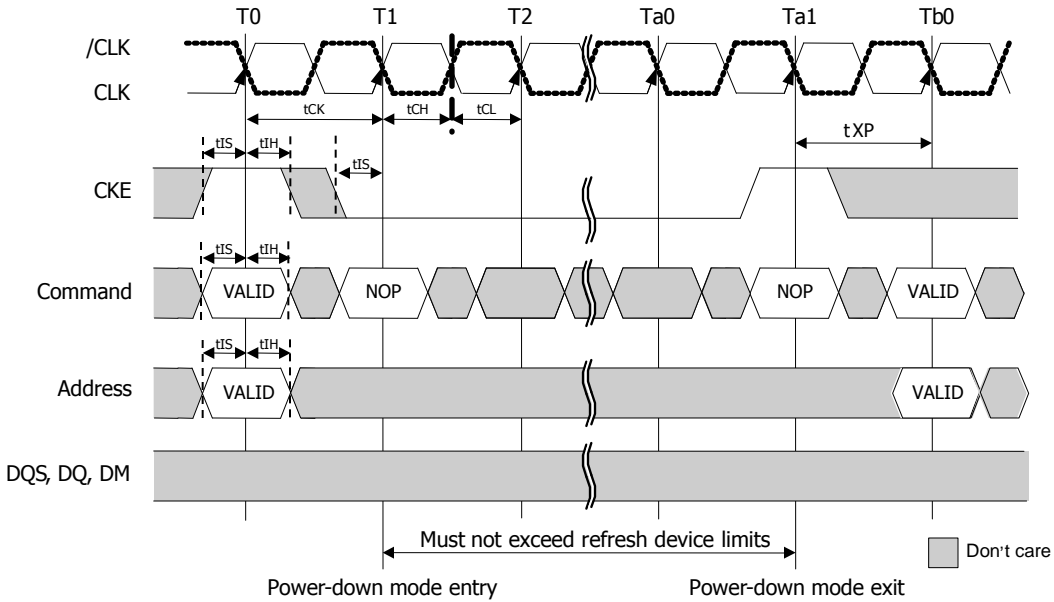 T0 T1 T2 Ta0 Ta1 Tb0
/CLK
CLK
tCK tCH tCL
tXP
tIS tIH
tIS
CKE
tIS tIH
Command VALID NOP NOP VALID
tIS tIH
Address VALID VALID
DQS, DQ, DM
Must not exceed refresh device limits
Don't care
Power-down mode entry Power-down mode exit